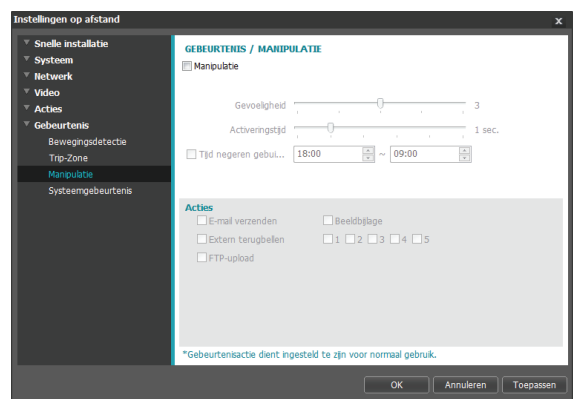 Instellingen op afstand
x
Snelle installatie
Systeem
Netwerk
Video
Acties
Gebeurtenis
Bewegingsdetectie
Trip-Zone
Manipulatie
Systeemgebeurtenis
GEBEURTENIS / MANIPULATIE
Manipulatie
Gevoeligheid 3
Activeringstijd 1 sec.
Tijd negeren gebui... 18:00 ~ 09:00
Acties
E-mail verzenden Beeldbijlage
Extern terugbellen 1 2 3 4 5
FTP-upload
*Gebeurtenisactie dient ingesteld te zijn voor normaal gebruik.
OK Annuleren Toepassen